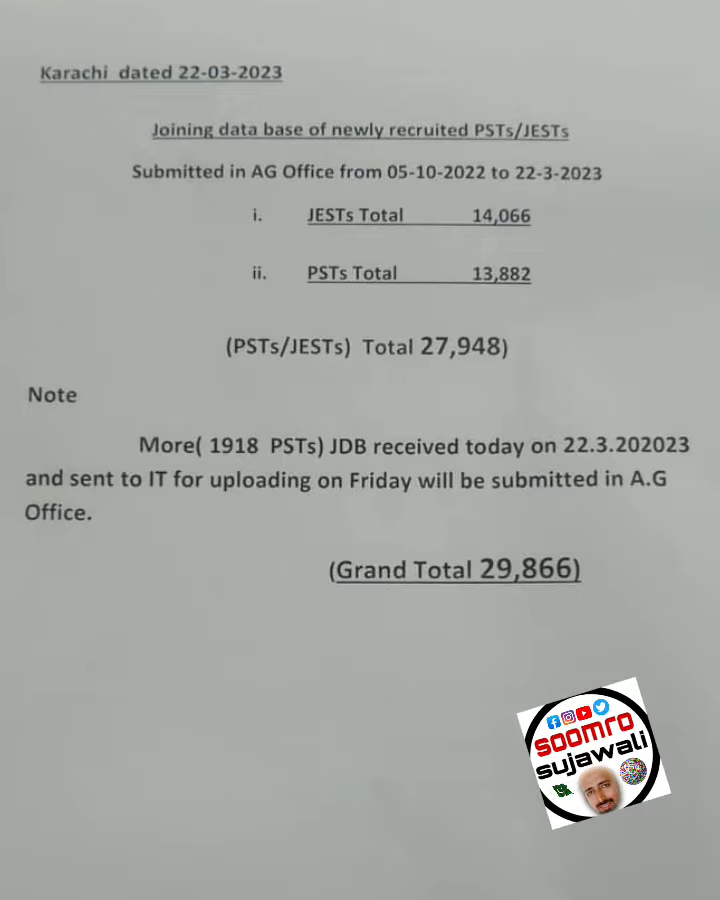 Karachi dated 22-03-2023
Joining data base of newly recruited PSTs/JESTs
Submitted in AG Office from 05-10-2022 to 22-3-2023
i. JESTs Total 14,066
ii. PSTs Total 13,882
(PSTs/JESTs) Total 27,948)
Note
More( 1918 PSTs) JDB received today on 22.3.202023
and sent to IT for uploading on Friday will be submitted in A.G
Office.
(Grand Total 29,866)
soomro
sujawali